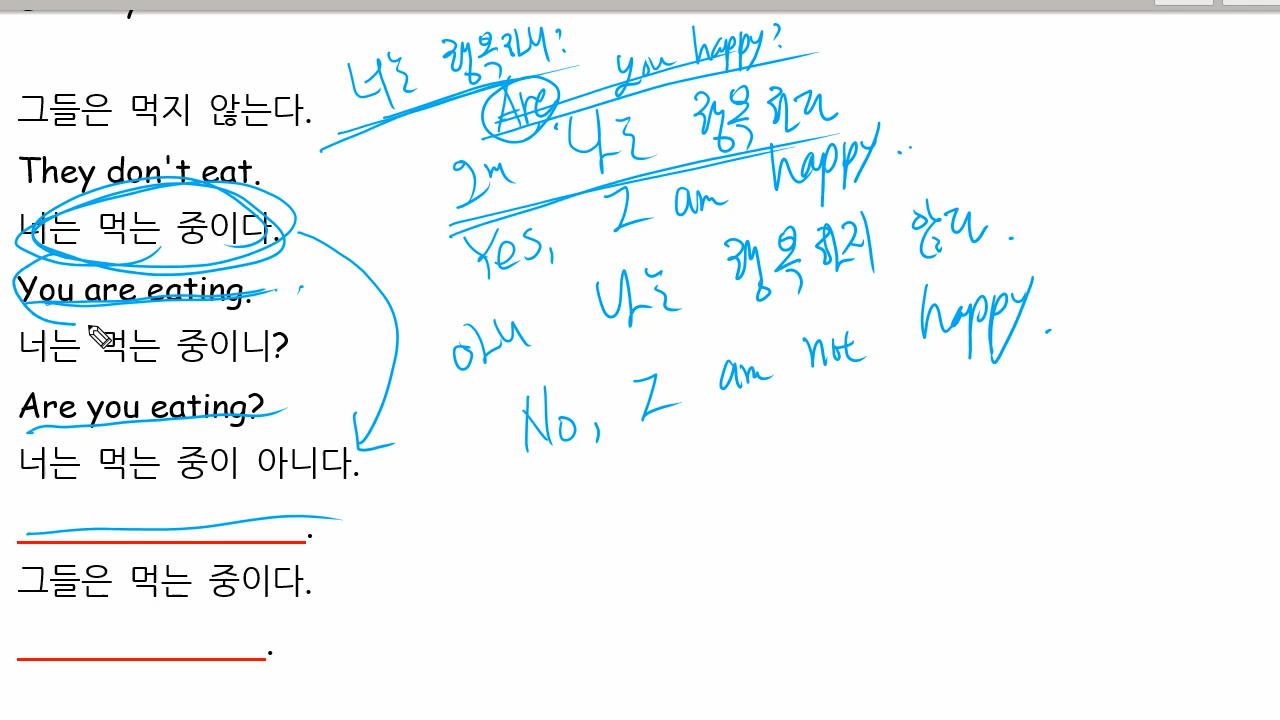 그들은 먹지 않는다.
They don't eat.
너는 먹는 중이다.
You are eating.
너는 먹는 중이니?
Are you eating?
너는 먹는 중이 아니다.
.
그들은 먹는 중이다.
.
너는 행복하니?
Are you happy?
나는 행복하다
Yes, I am happy..
아니 나는 행복하지 않다.
No, I am not happy.